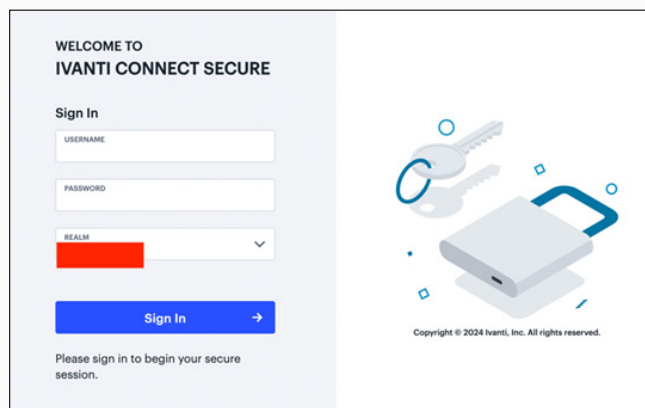 WELCOME TO
IVANTI CONNECT SECURE
Sign In
USERNAME
PASSWORD
REALM
Sign In
Please sign in to begin your secure
session.
Copyright © 2024 Ivanti, Inc. All rights reserved.